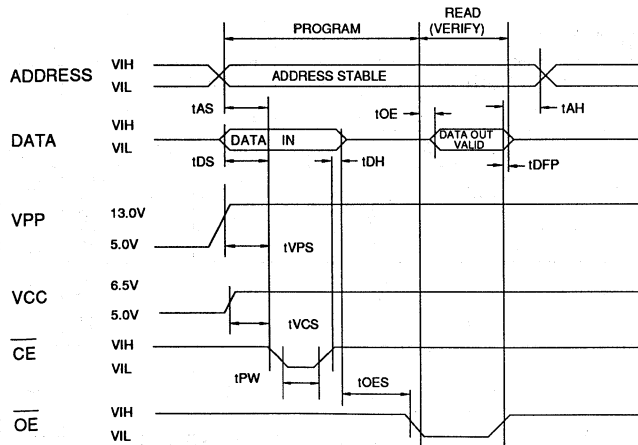 READ
PROGRAM (VERIFY)
ADDRESS VIH
VIL ADDRESS STABLE
tAS tOE tAH
DATA VIH
VIL DATA IN DATA OUT
VALID
tDS tDH tDFP
VPP 13.0V
5.0V tVPS
VCC 6.5V
5.0V tVCS
CE VIH
VIL
tPW tOES
OE VIH
VIL